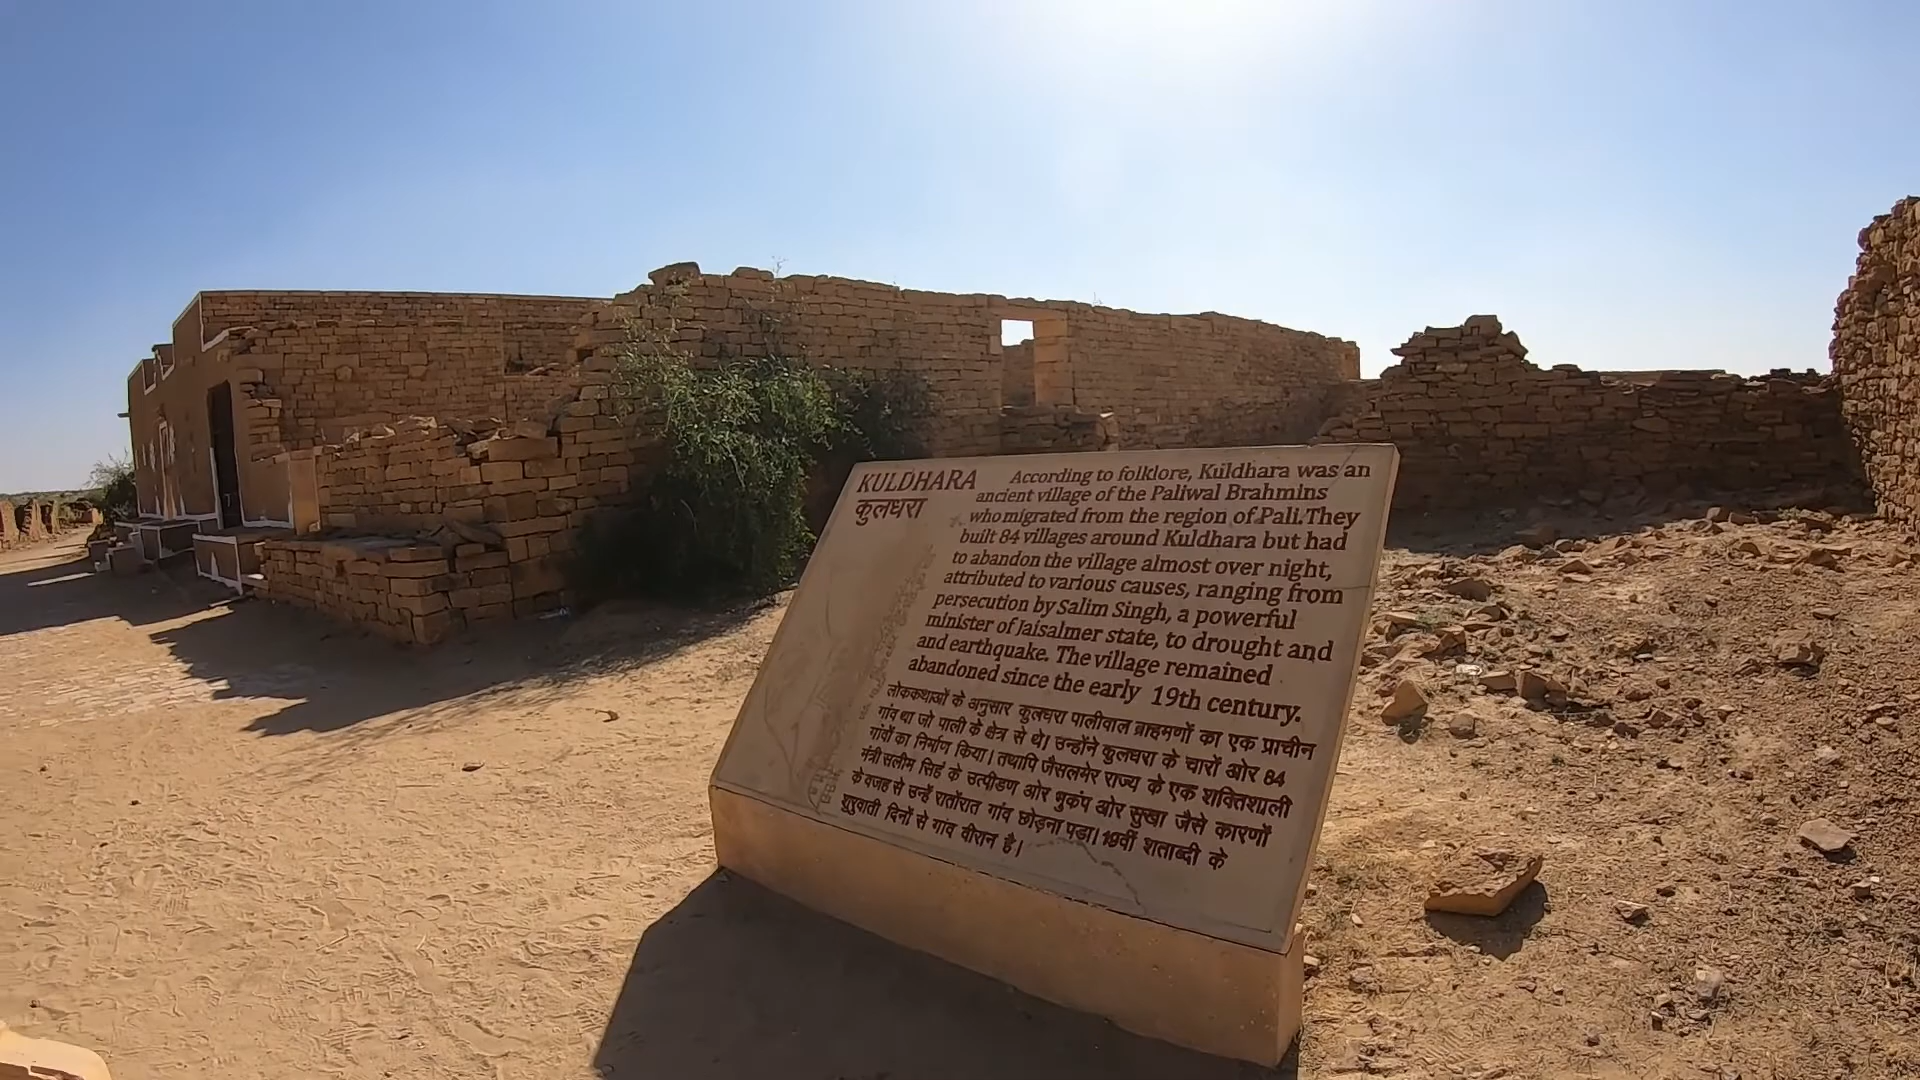 KULDHARA
कुलधरा
According to folklore, Kuldhara was an
ancient village of the Paliwal Brahmins
who migrated from the region of Pali. They
built 84 villages around Kuldhara but had
to abandon the village almost over night,
attributed to various causes, ranging from
persecution by Salim Singh, a powerful
minister of Jaisalmer state, to drought and
and earthquake. The village remained
abandoned since the early 19th century.
लोककथाओं के अनुसार कुलधरा पालीवाल ब्राहमणों का एक प्राचीन
गांव था जो पाली के क्षेत्र से थे। उन्होंने कुलधरा के चारों ओर 84
गांवों का निर्माण किया। तथापि जैसलमेर राज्य के एक शक्तिशाली
मंत्री सलीम सिहं के उत्पीडण ओर भुकंप ओर सुखा जैसे कारणों
के वजह से उन्हें रातोंरात गांव छोड़ना पडा। 19वीं शताब्दी के
शुरुवाती दिनों से गांव वीरान है।